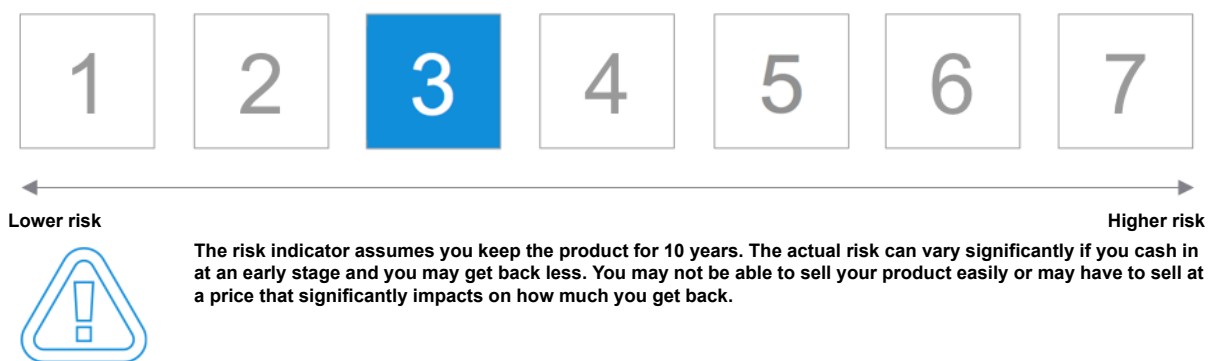 1 2 3 4 5 6 7
Lower risk Higher risk
The risk indicator assumes you keep the product for 10 years. The actual risk can vary significantly if you cash in
at an early stage and you may get back less. You may not be able to sell your product easily or may have to sell at
a price that significantly impacts on how much you get back.